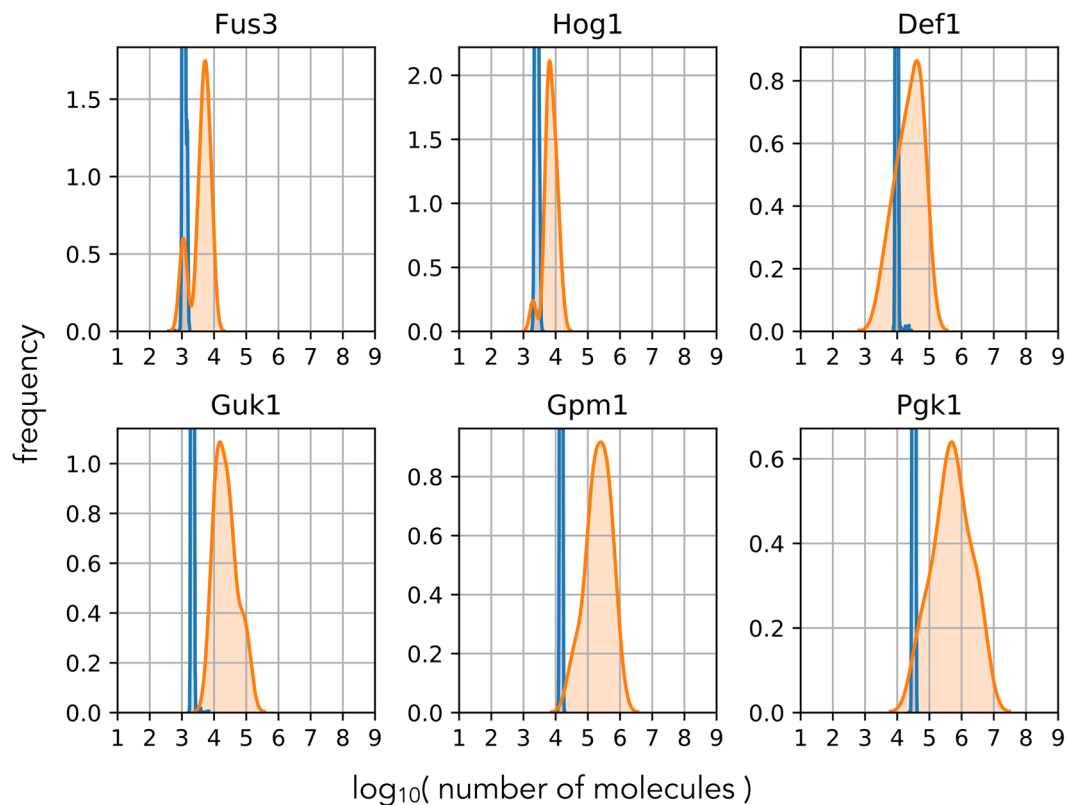 Fus3 Hog1 Def1
1.5 2.0 0.8
1.5 0.6
1.0 1.0 0.4
0.5 0.5 0.2
0.0 0.0 0.0
1 2 3 4 5 6 7 8 9 1 2 3 4 5 6 7 8 9 1 2 3 4 5 6 7 8 9
frequency
Guk1 Gpm1 Pgk1
1.0 0.8 0.6
0.8 0.6 0.4
0.6 0.4
0.4 0.2 0.2
0.2
0.0 0.0 0.0
1 2 3 4 5 6 7 8 9 1 2 3 4 5 6 7 8 9 1 2 3 4 5 6 7 8 9
log₁₀( number of molecules )